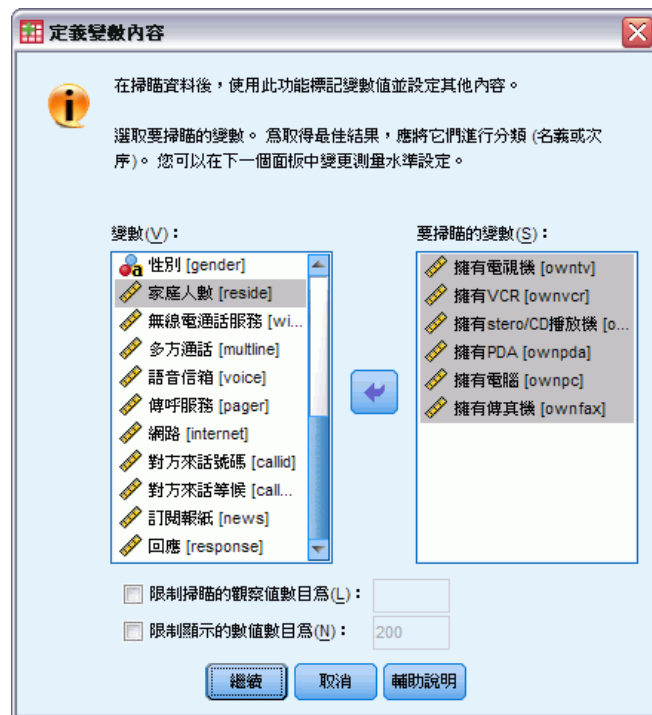 定義變數內容
在掃瞄資料後，使用此功能標記變數值並設定其他內容。
選取要掃瞄的變數。 為取得最佳結果，應將它們進行分類 (名義或次
序)。 您可以在下一個面板中變更測量水準設定。
變數(V)：
性別 [gender]
家庭人數 [reside]
無線電通話服務 [wi...
多方通話 [multline]
語音信箱 [voice]
傳呼服務 [pager]
網路 [internet]
對方來話號碼 [callid]
對方來話等候 [call...
訂閱報紙 [news]
回應 [response]
要掃瞄的變數(S)：
擁有電視機 [owntv]
擁有VCR [ownvcr]
擁有stero/CD播放機 [o...
擁有PDA [ownpda]
擁有電腦 [ownpc]
擁有傳真機 [ownfax]
限制掃瞄的觀察值數目為(L)：
限制顯示的數值數目為(N)： 200
繼續 取消 輔助說明